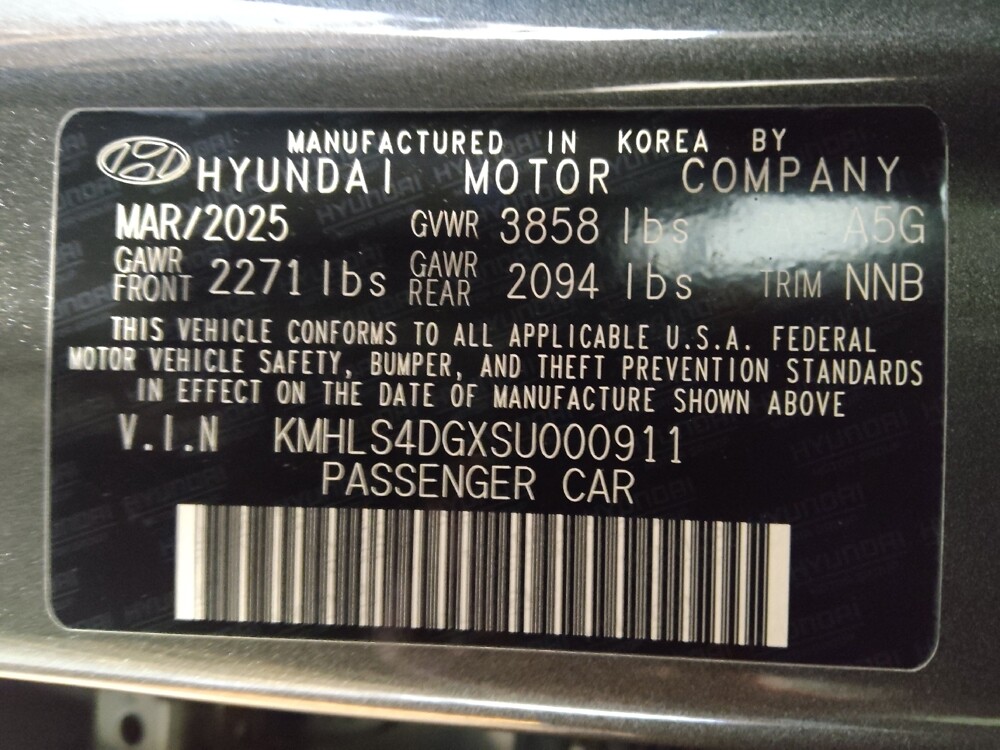 MANUFACTURED IN KOREA BY
HYUNDAI MOTOR COMPANY
MAR/2025 GVWR 3858 lbs A5G
GAWR FRONT 2271 lbs GAWR REAR 2094 lbs TRIM NNB
THIS VEHICLE CONFORMS TO ALL APPLICABLE U.S.A. FEDERAL
MOTOR VEHICLE SAFETY, BUMPER, AND THEFT PREVENTION STANDARDS
IN EFFECT ON THE DATE OF MANUFACTURE SHOWN ABOVE
V.I.N KMHLS4DGXSU000911
PASSENGER CAR